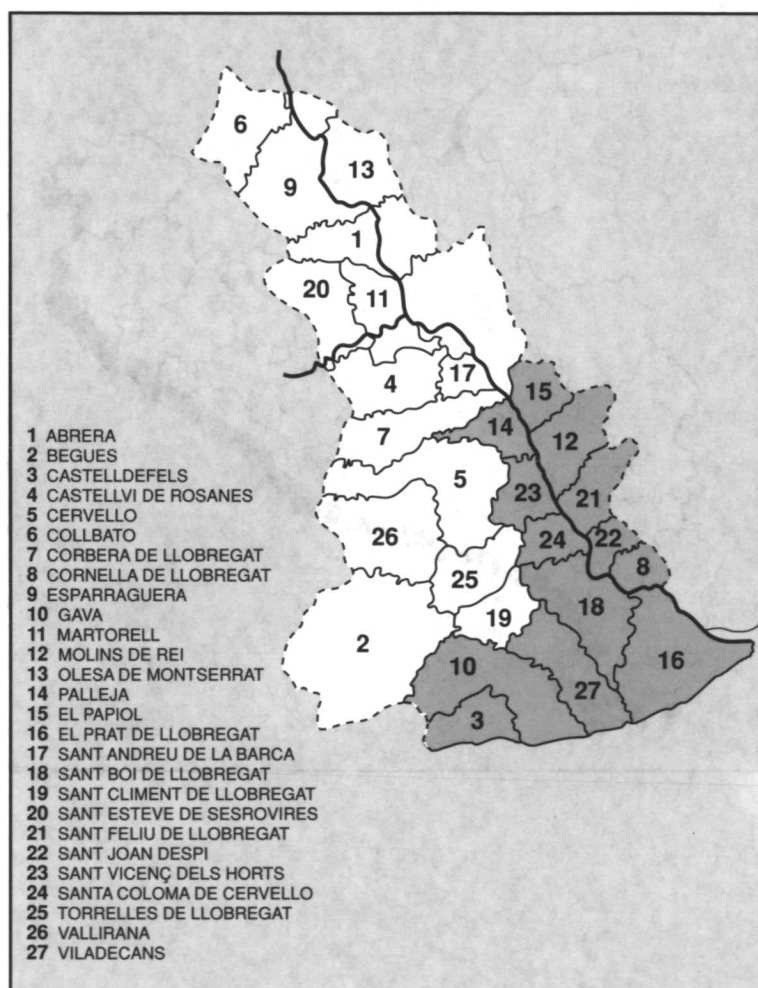 6
13
9
1
20
11
4
17
15
14
12
7
5
23
21
26
24
22
8
25
18
19
2
16
10
27
3
1 ABRERA
2 BEGUES
3 CASTELLDEFELS
4 CASTELLVI DE ROSANES
5 CERVELLO
6 COLLBATO
7 CORBERA DE LLOBREGAT
8 CORNELLA DE LLOBREGAT
9 ESPARRAGUERA
10 GAVA
11 MARTORELL
12 MOLINS DE REI
13 OLESA DE MONTSERRAT
14 PALLEJA
15 EL PAPIOL
16 EL PRAT DE LLOBREGAT
17 SANT ANDREU DE LA BARCA
18 SANT BOI DE LLOBREGAT
19 SANT CLIMENT DE LLOBREGAT
20 SANT ESTEVE DE SESROVIRES
21 SANT FELIU DE LLOBREGAT
22 SANT JOAN DESPI
23 SANT VICENÇ DELS HORTS
24 SANTA COLOMA DE CERVELLO
25 TORRELLES DE LLOBREGAT
26 VALLIRANA
27 VILADECANS